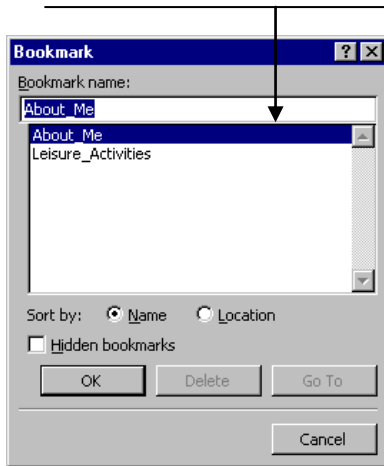 Bookmark
Bookmark name:
About_Me
About_Me
Leisure_Activities
Sort by: Name Location
Hidden bookmarks
OK Delete Go To
Cancel